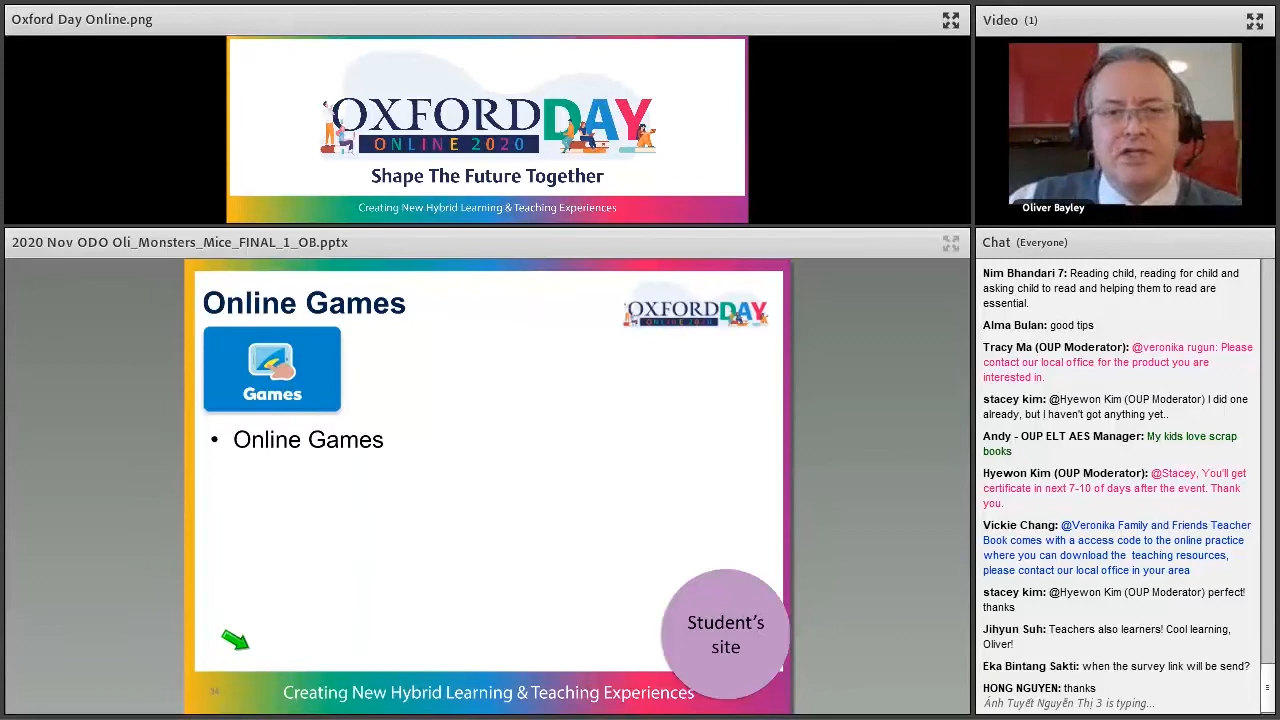 Oxford Day Online.png
OXFORD DAY
ONLINE 2020
Shape The Future Together
Creating New Hybrid Learning & Teaching Experiences
Video (1)
Oliver Bayley
2020 Nov ODO Oli_Monsters_Mice_FINAL_1_OB.pptx
Online Games
OXFORD DAY
ONLINE 2020
Games
• Online Games
Student's
site
34
Creating New Hybrid Learning & Teaching Experiences
Chat (Everyone)
Nim Bhandari 7: Reading child, reading for child and
asking child to read and helping them to read are
essential.
Alma Bulan: good tips
Tracy Ma (OUP Moderator): @veronika rugun: Please
contact our local office for the product you are
interested in.
stacey kim: @Hyewon Kim (OUP Moderator) I did one
already, but I haven't got anything yet..
Andy - OUP ELT AES Manager: My kids love scrap
books
Hyewon Kim (OUP Moderator): @Stacey, You'll get
certificate in next 7-10 of days after the event. Thank
you.
Vickie Chang: @Veronika Family and Friends Teacher
Book comes with a access code to the online practice
where you can download the teaching resources,
please contact our local office in your area
stacey kim: @Hyewon Kim (OUP Moderator) perfect!
thanks
Jihyun Suh: Teachers also learners! Cool learning,
Oliver!
Eka Bintang Sakti: when the survey link will be send?
HONG NGUYEN: thanks
Ánh Tuyết Nguyễn Thị 3 is typing...